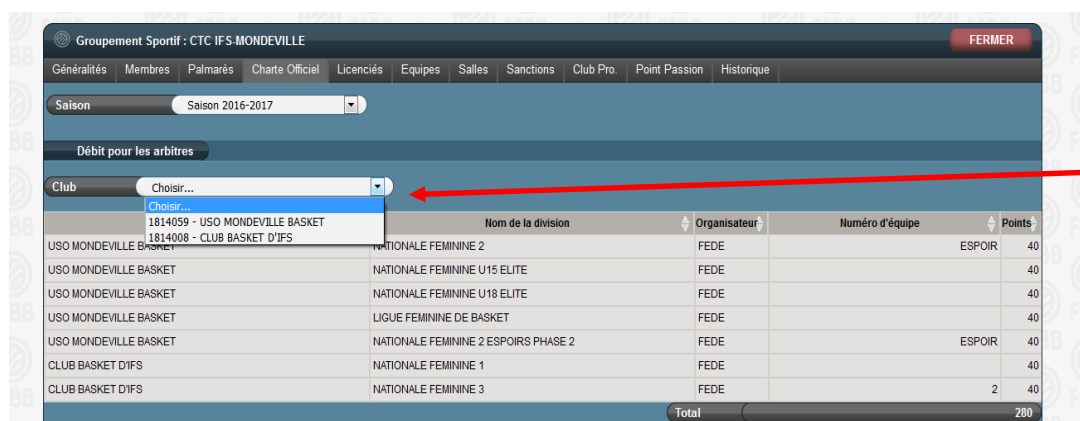 Groupement Sportif : CTC IFS-MONDEVILLE FERMER
Généralités Membres Palmarès Charte Officiel Licenciés Equipes Salles Sanctions Club Pro. Point Passion Historique
Saison Saison 2016-2017
Débit pour les arbitres
Club Choisir...
Choisir...
1814059 - USO MONDEVILLE BASKET
1814008 - CLUB BASKET D'IFS
Nom de la division Organisateur Numéro d'équipe Points
USO MONDEVILLE BASKET NATIONALE FEMININE 2 FEDE ESPOIR 40
USO MONDEVILLE BASKET NATIONALE FEMININE U15 ELITE FEDE 40
USO MONDEVILLE BASKET NATIONALE FEMININE U18 ELITE FEDE 40
USO MONDEVILLE BASKET LIGUE FEMININE DE BASKET FEDE 40
USO MONDEVILLE BASKET NATIONALE FEMININE 2 ESPOIRS PHASE 2 FEDE ESPOIR 40
CLUB BASKET D'IFS NATIONALE FEMININE 1 FEDE 40
CLUB BASKET D'IFS NATIONALE FEMININE 3 FEDE 2 40
Total 280